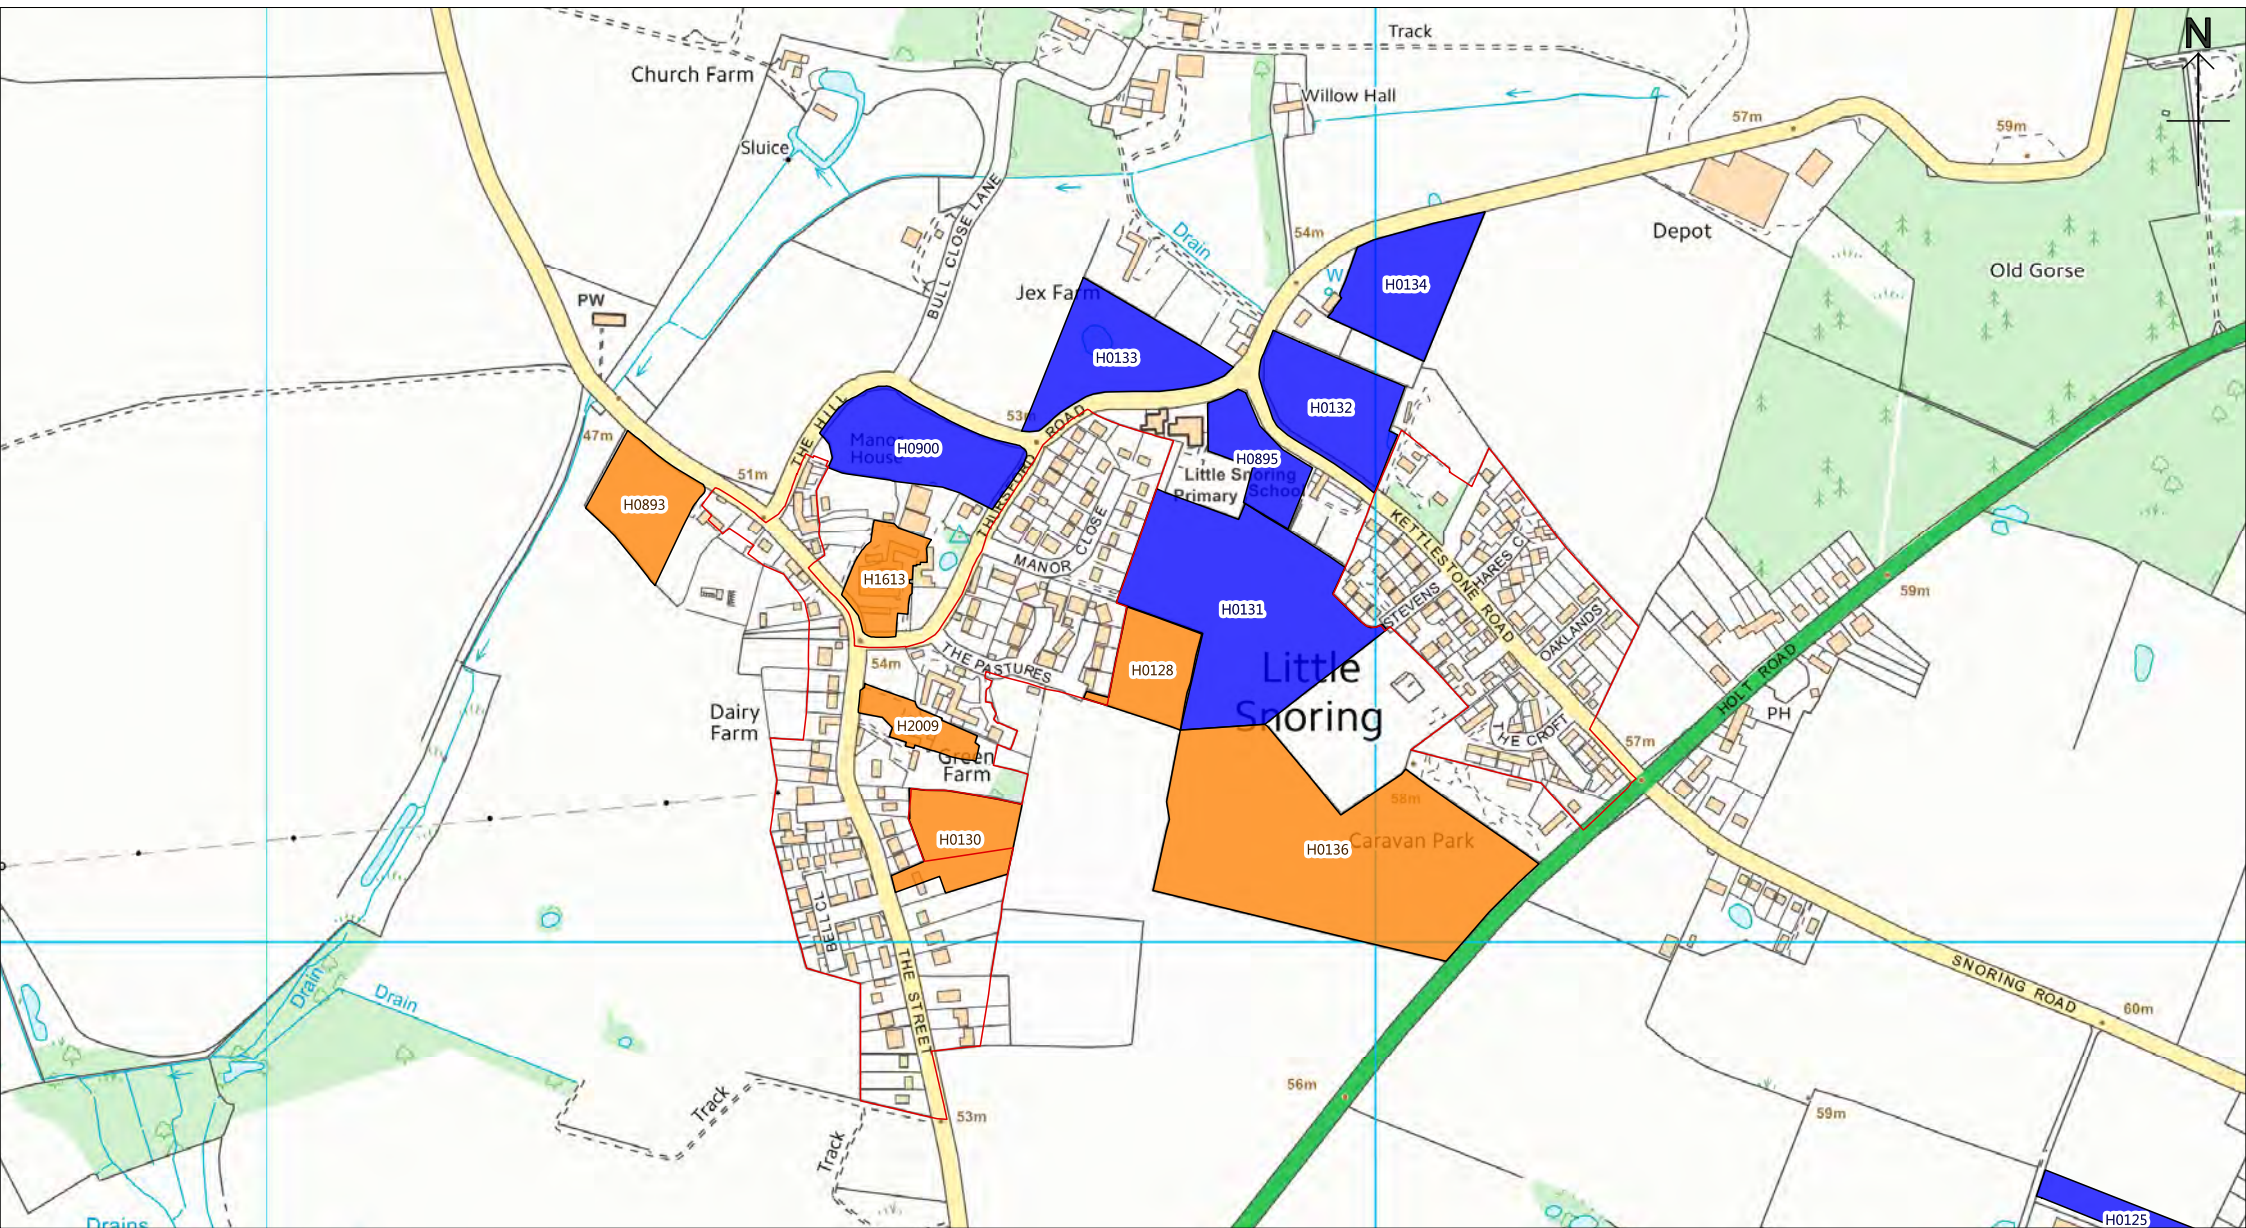 Track
N
Church Farm
Willow Hall
57m
59m
Sluice
BULL CLOSE LANE
Drain
54m
Depot
Old Gorse
W
H0134
Jex Farm
PW
H0133
THE HILL
53m
ROAD
H0132
47m
Manor
House
H0900
H0895
51m
Little Snoring
Primary School
H0893
THURSFORD
CLOSE
KETTLESTONE ROAD
MANOR
H1613
STEVENS
HARES C
59m
H0131
OAKLANDS
54m
THE PASTURES
H0128
Little
Snoring
HOLT ROAD
Dairy
Farm
H2009
PH
THE CROFT
57m
Green
Farm
58m
H0130
H0136
Caravan Park
BELL CL
THE STREET
SNORING ROAD
Drain
Drain
60m
56m
Track
53m
59m
Track
Drains
H0125